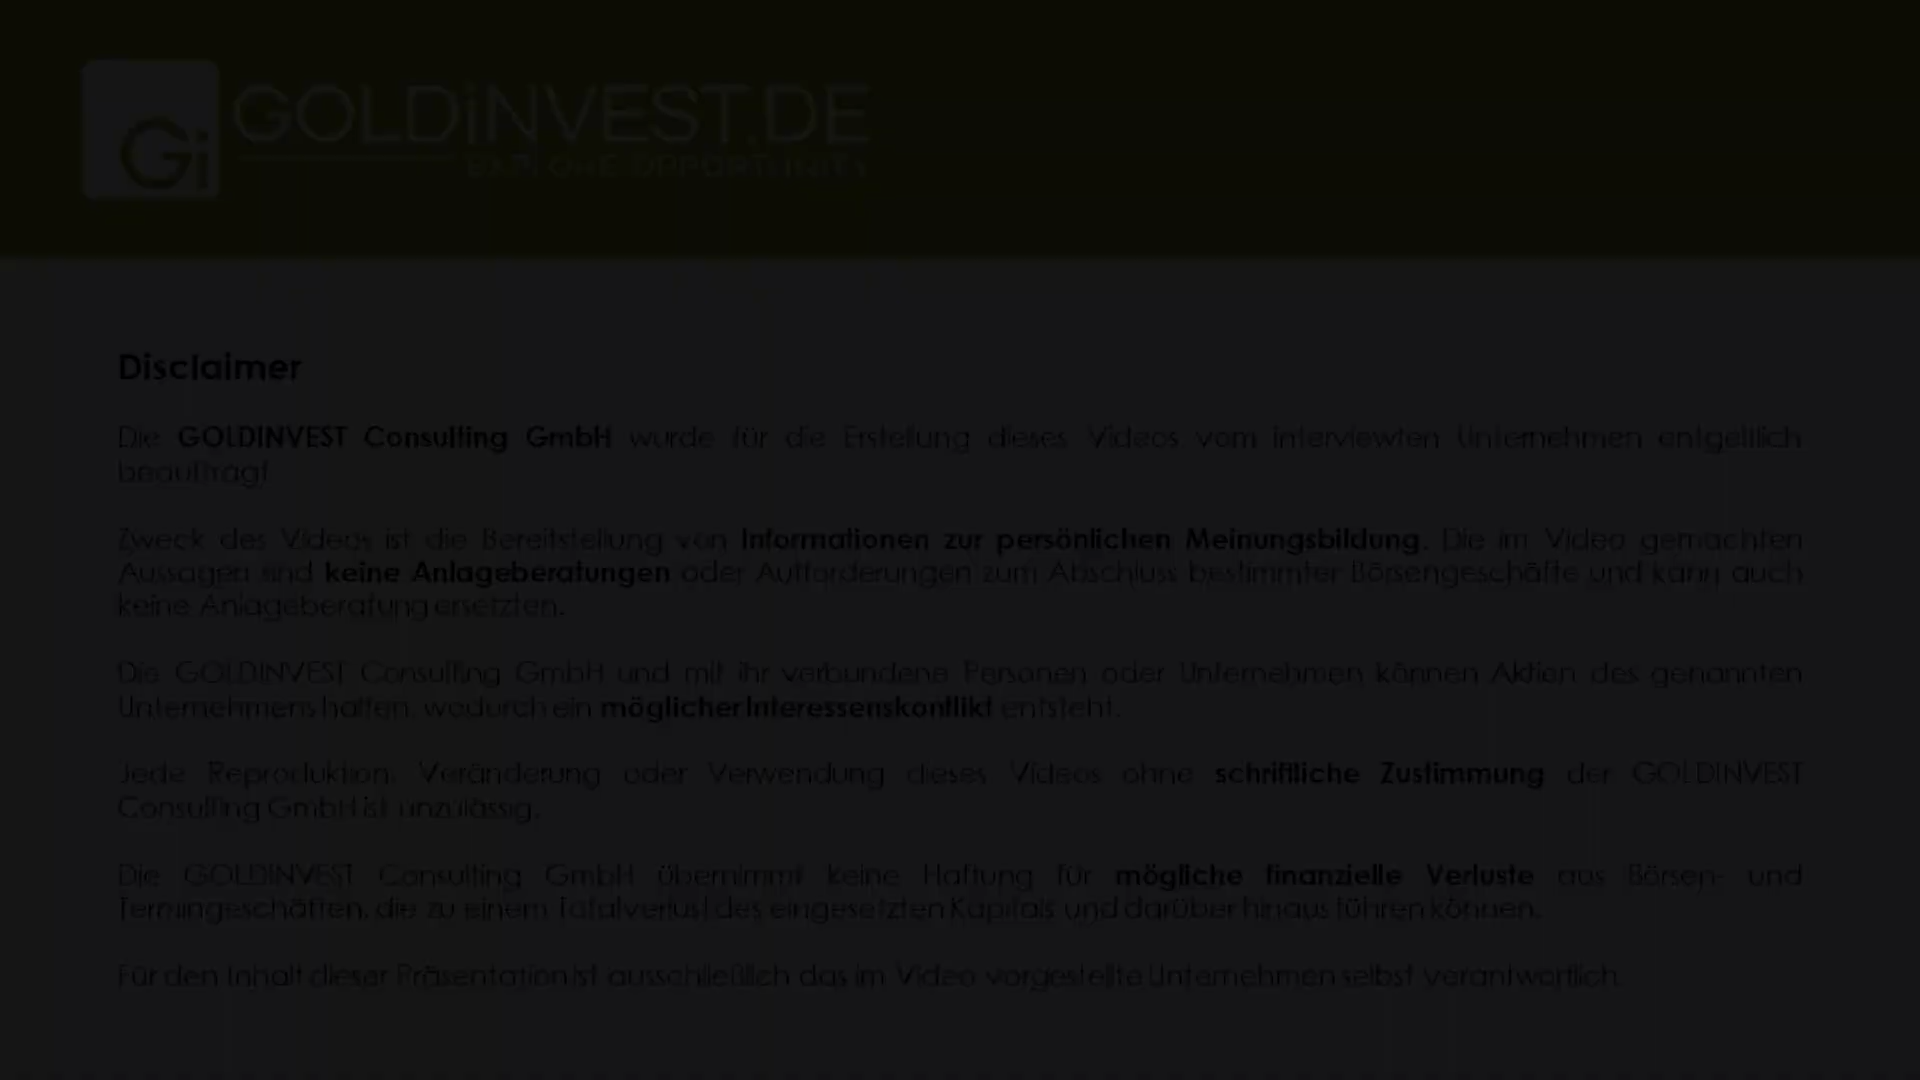 Gi GOLDiNVEST.DE
Disclaimer
Die GOLDINVEST Consulting GmbH wurde für die Erstellung dieses Videos vom interviewten Unternehmen entgeltlich
beauftragt
Zweck des Videos ist die Bereitstellung von Informationen zur persönlichen Meinungsbildung. Die im Video gemachten
Aussagen sind keine Anlageberatungen oder Aufforderungen zum Abschluss bestimmter Börsengeschäfte und kann auch
keine Anlageberatung ersetzten.
Die GOLDINVEST Consulting GmbH und mit ihr verbundene Personen oder Unternehmen können Aktien des genannten
Unternehmens halten, wodurch ein möglicher Interessenskonflikt entsteht.
Jede Reproduktion, Veränderung oder Verwendung dieses Videos ohne schriftliche Zustimmung der GOLDINVEST
Consulting GmbH ist unzulässig.
Die GOLDINVEST Consulting GmbH übernimmt keine Haftung für mögliche finanzielle Verluste aus Börsen- und
Termingeschäften, die zu einem Totalverlust des eingesetzten Kapitals und darüber hinaus führen können.
Für den Inhalt dieser Präsentation ist ausschließlich das im Video vorgestellte Unternehmen selbst verantwortlich.